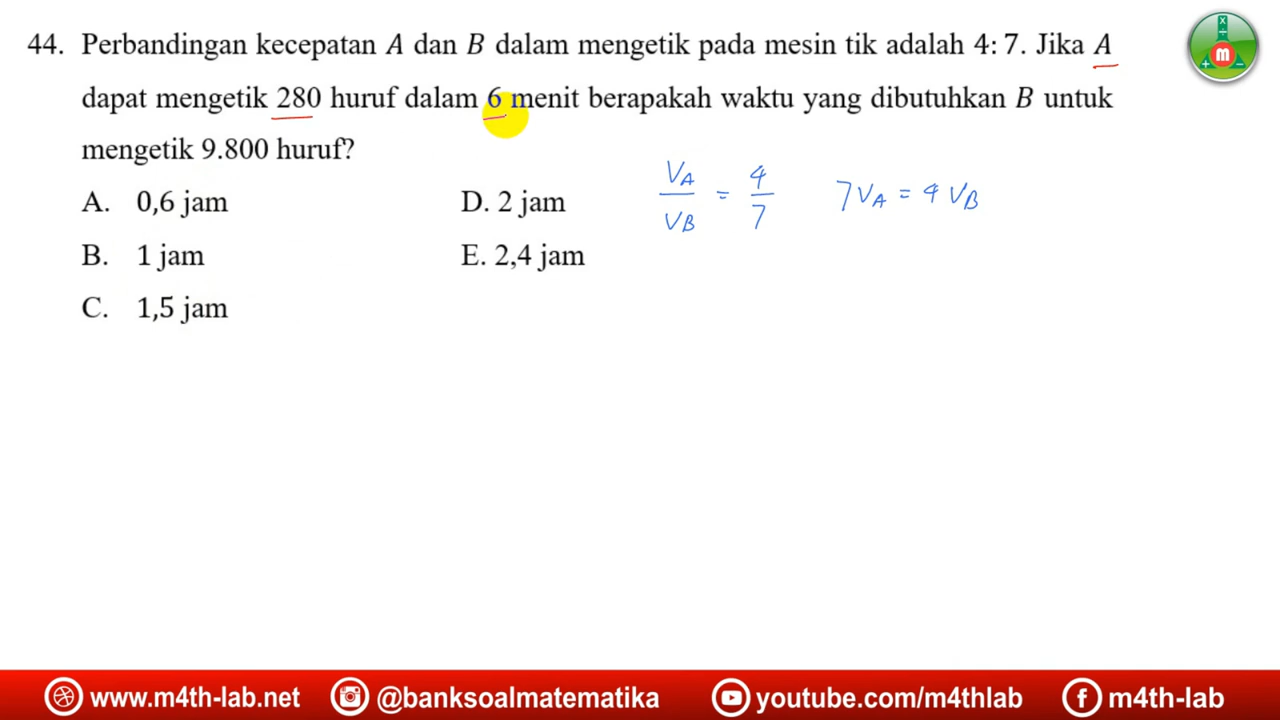 44. Perbandingan kecepatan A dan B dalam mengetik pada mesin tik adalah 4: 7. Jika A
dapat mengetik 280 huruf dalam 6 menit berapakah waktu yang dibutuhkan B untuk
mengetik 9.800 huruf?
A. 0,6 jam
B. 1 jam
C. 1,5 jam
D. 2 jam
E. 2,4 jam
VA/VB = 4/7
7VA = 4VB
x
÷
m
+ −
www.m4th-lab.net
@banksoalmatematika
youtube.com/m4thlab
f m4th-lab